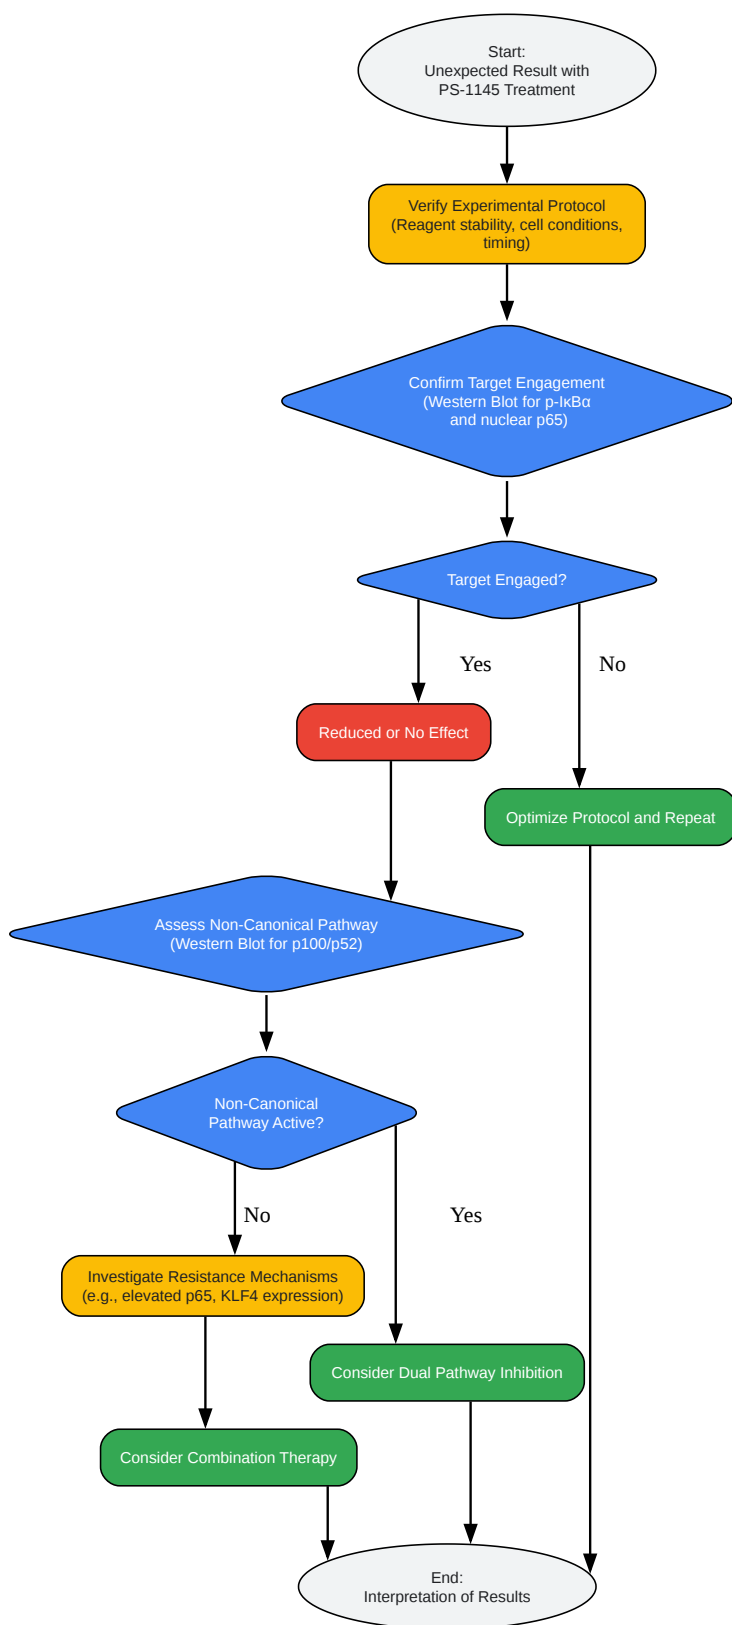 Start:
Unexpected Result with
PS-1145 Treatment
Verify Experimental Protocol
(Reagent stability, cell conditions,
timing)
Confirm Target Engagement
(Western Blot for p-IκBα
and nuclear p65)
Target Engaged?
Yes
No
Reduced or No Effect
Optimize Protocol and Repeat
Assess Non-Canonical Pathway
(Western Blot for p100/p52)
Non-Canonical
Pathway Active?
No
Yes
Investigate Resistance Mechanisms
(e.g., elevated p65, KLF4 expression)
Consider Dual Pathway Inhibition
Consider Combination Therapy
End:
Interpretation of Results